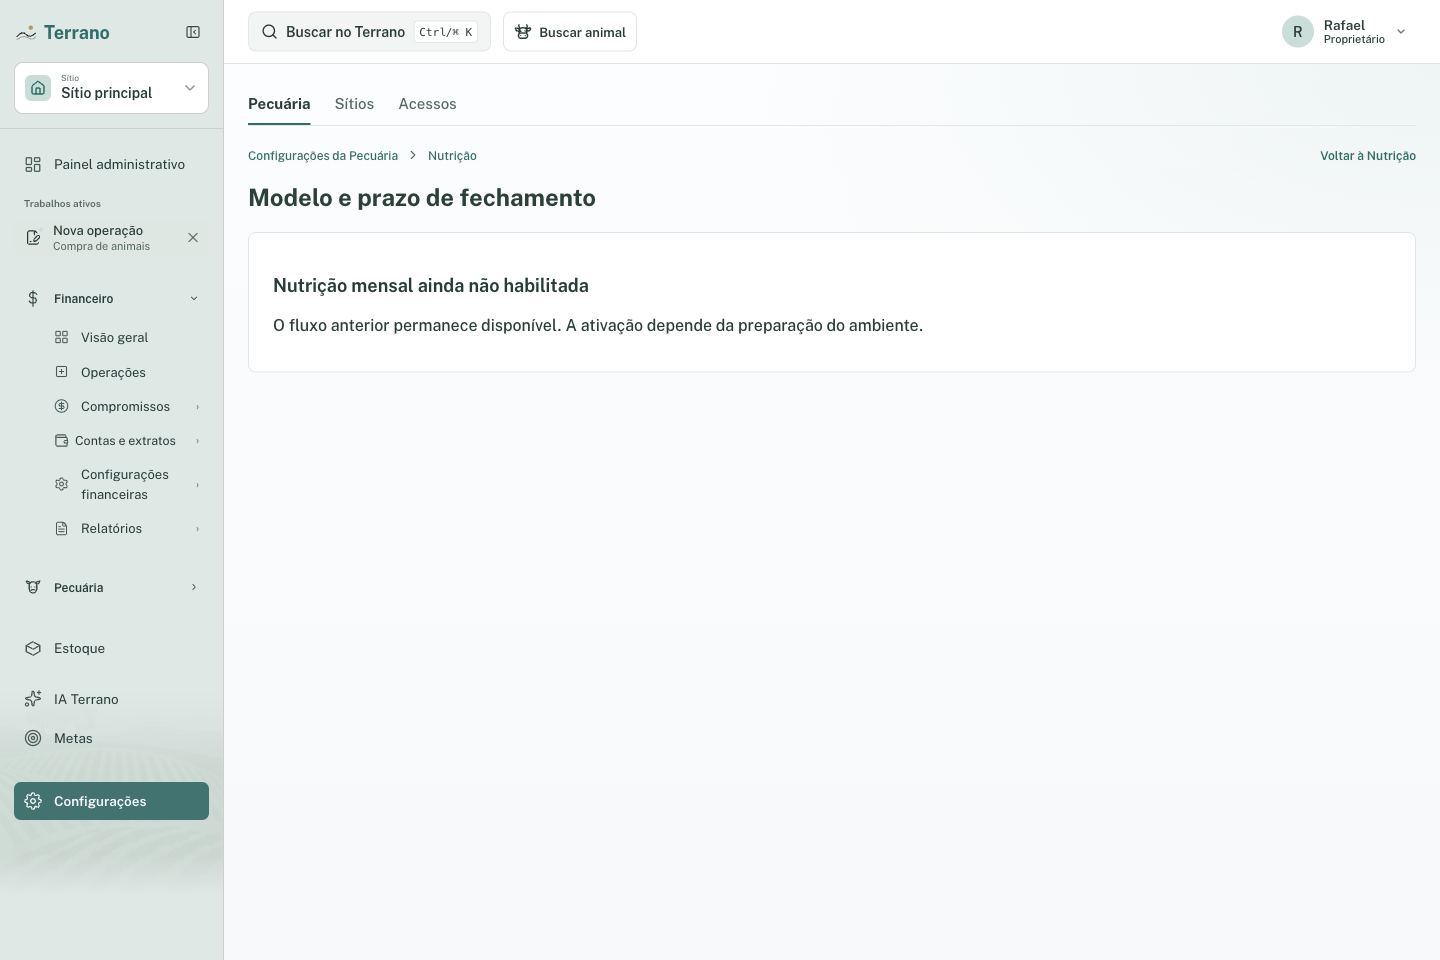 Terrano
Sítio
Sítio principal
Painel administrativo
Trabalhos ativos
Nova operação
Compra de animais
Financeiro
Visão geral
Operações
Compromissos
Contas e extratos
Configurações
financeiras
Relatórios
Pecuária
Estoque
IA Terrano
Metas
Configurações
Buscar no Terrano Ctrl/⌘ K
Buscar animal
R
Rafael
Proprietário
Pecuária Sítios Acessos
Configurações da Pecuária > Nutrição
Voltar à Nutrição
Modelo e prazo de fechamento
Nutrição mensal ainda não habilitada
O fluxo anterior permanece disponível. A ativação depende da preparação do ambiente.